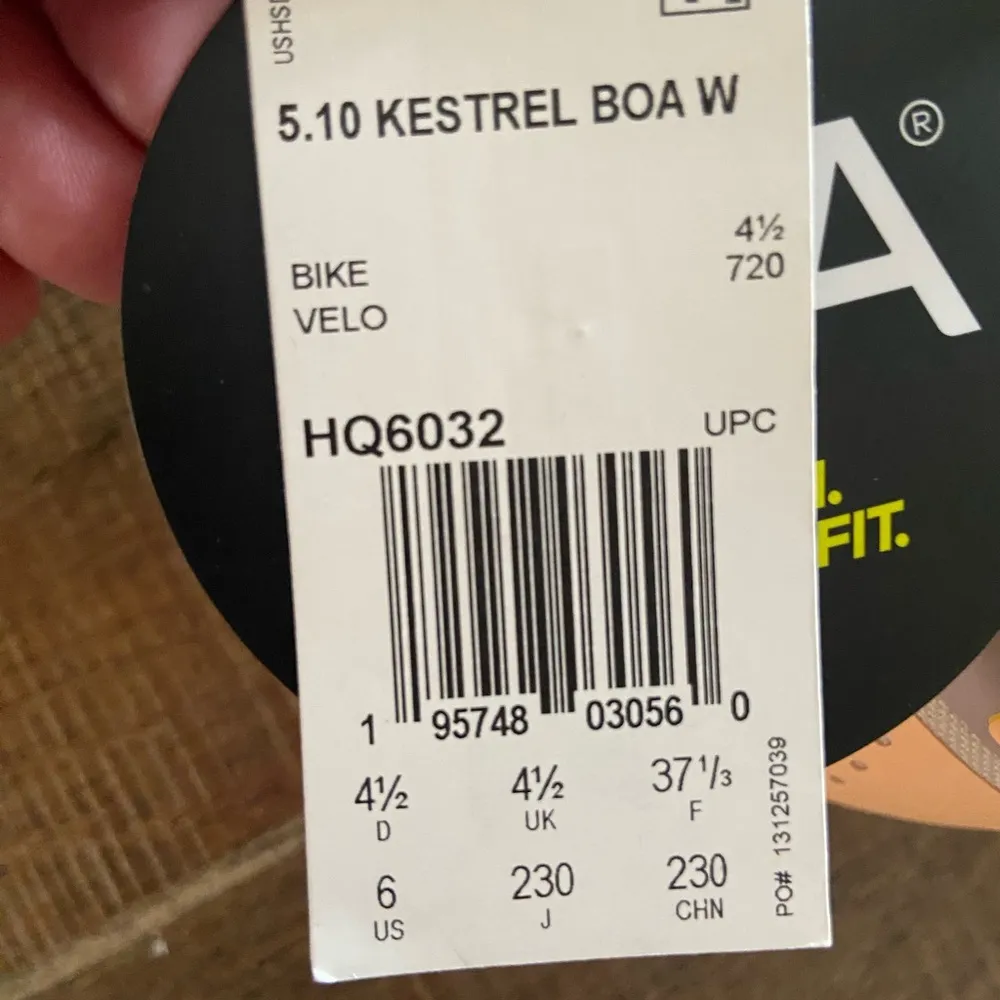 USHSE
5.10 KESTREL BOA W
4½
BIKE
720
VELO
HQ6032
UPC
1 95748 03056 0
4½ 4½ 37 1/3
D UK F
6 230 230
US J CHN
PO# 131257039
A®
FIT.